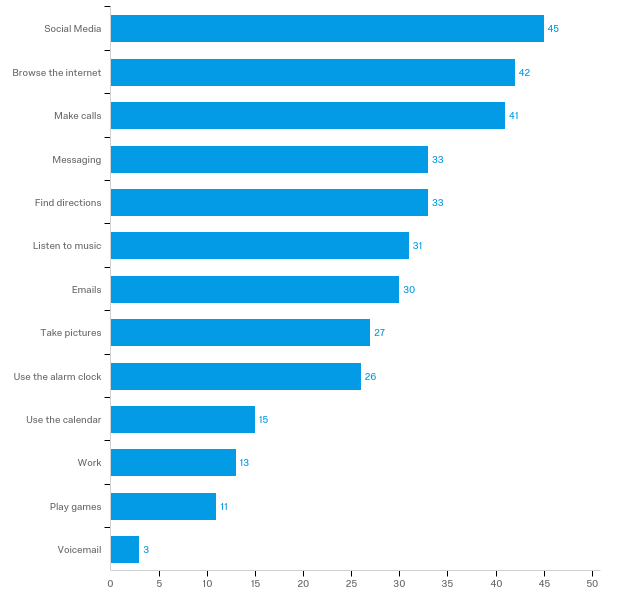 Social Media 45
Browse the internet 42
Make calls 41
Messaging 33
Find directions 33
Listen to music 31
Emails 30
Take pictures 27
Use the alarm clock 26
Use the calendar 15
Work 13
Play games 11
Voicemail 3
0 5 10 15 20 25 30 35 40 45 50